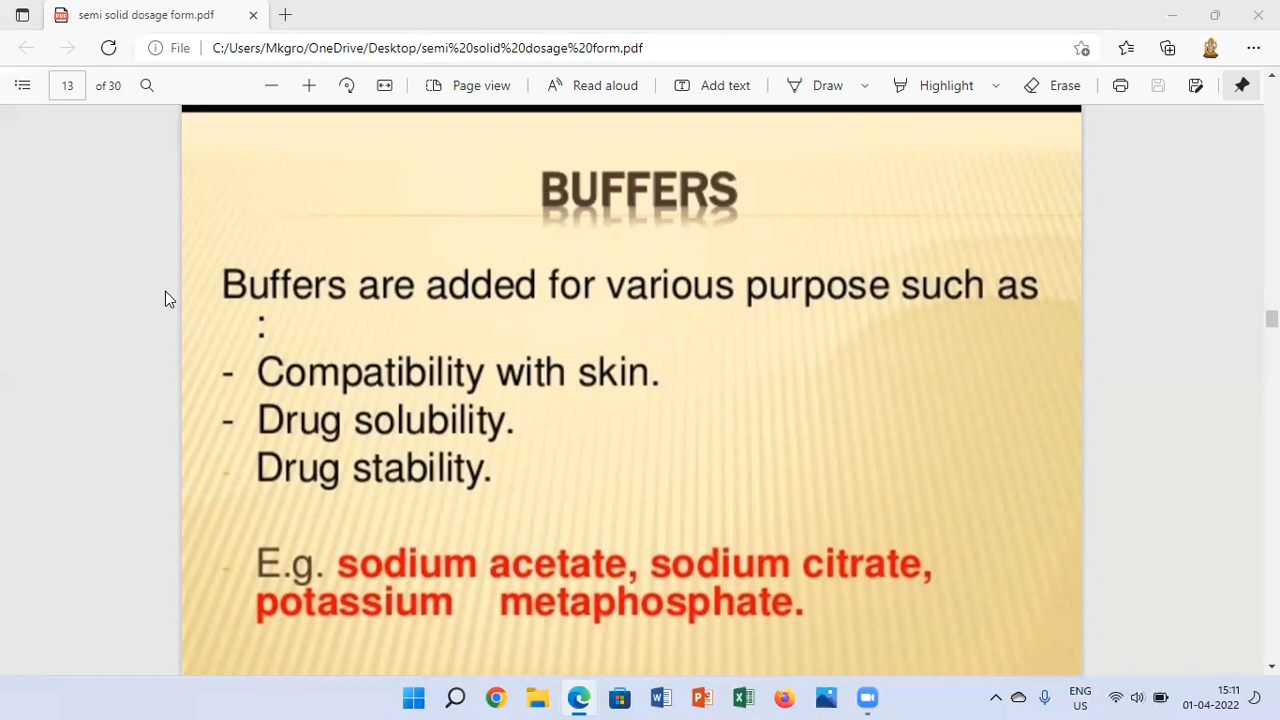 semi solid dosage form.pdf
File C:/Users/Mkgro/OneDrive/Desktop/semi%20solid%20dosage%20form.pdf
13 of 30 Page view Read aloud Add text Draw Highlight Erase
BUFFERS
Buffers are added for various purpose such as
:
- Compatibility with skin.
- Drug solubility.
- Drug stability.
- E.g. sodium acetate, sodium citrate,
potassium metaphosphate.
ENG 15:11
US 01-04-2022